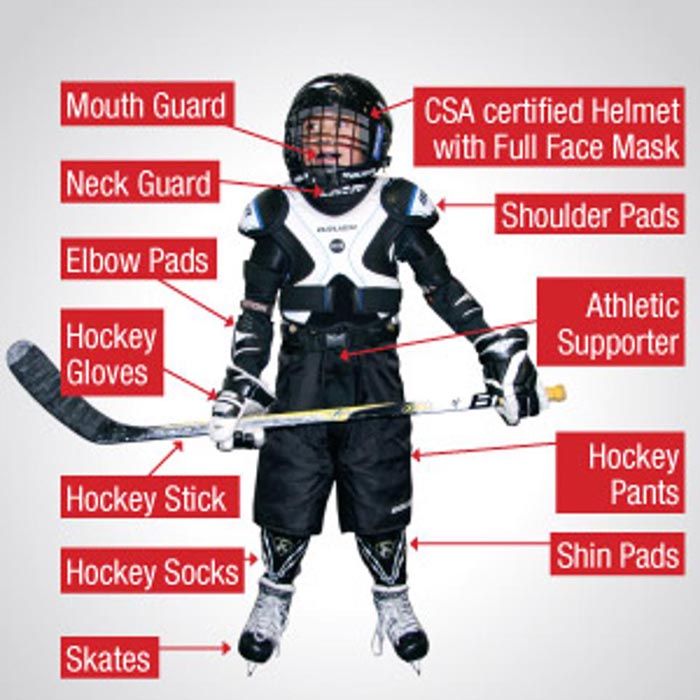 Mouth Guard
CSA certified Helmet
with Full Face Mask
Neck Guard
Shoulder Pads
Elbow Pads
Athletic
Supporter
Hockey
Gloves
Hockey
Pants
Hockey Stick
Shin Pads
Hockey Socks
Skates